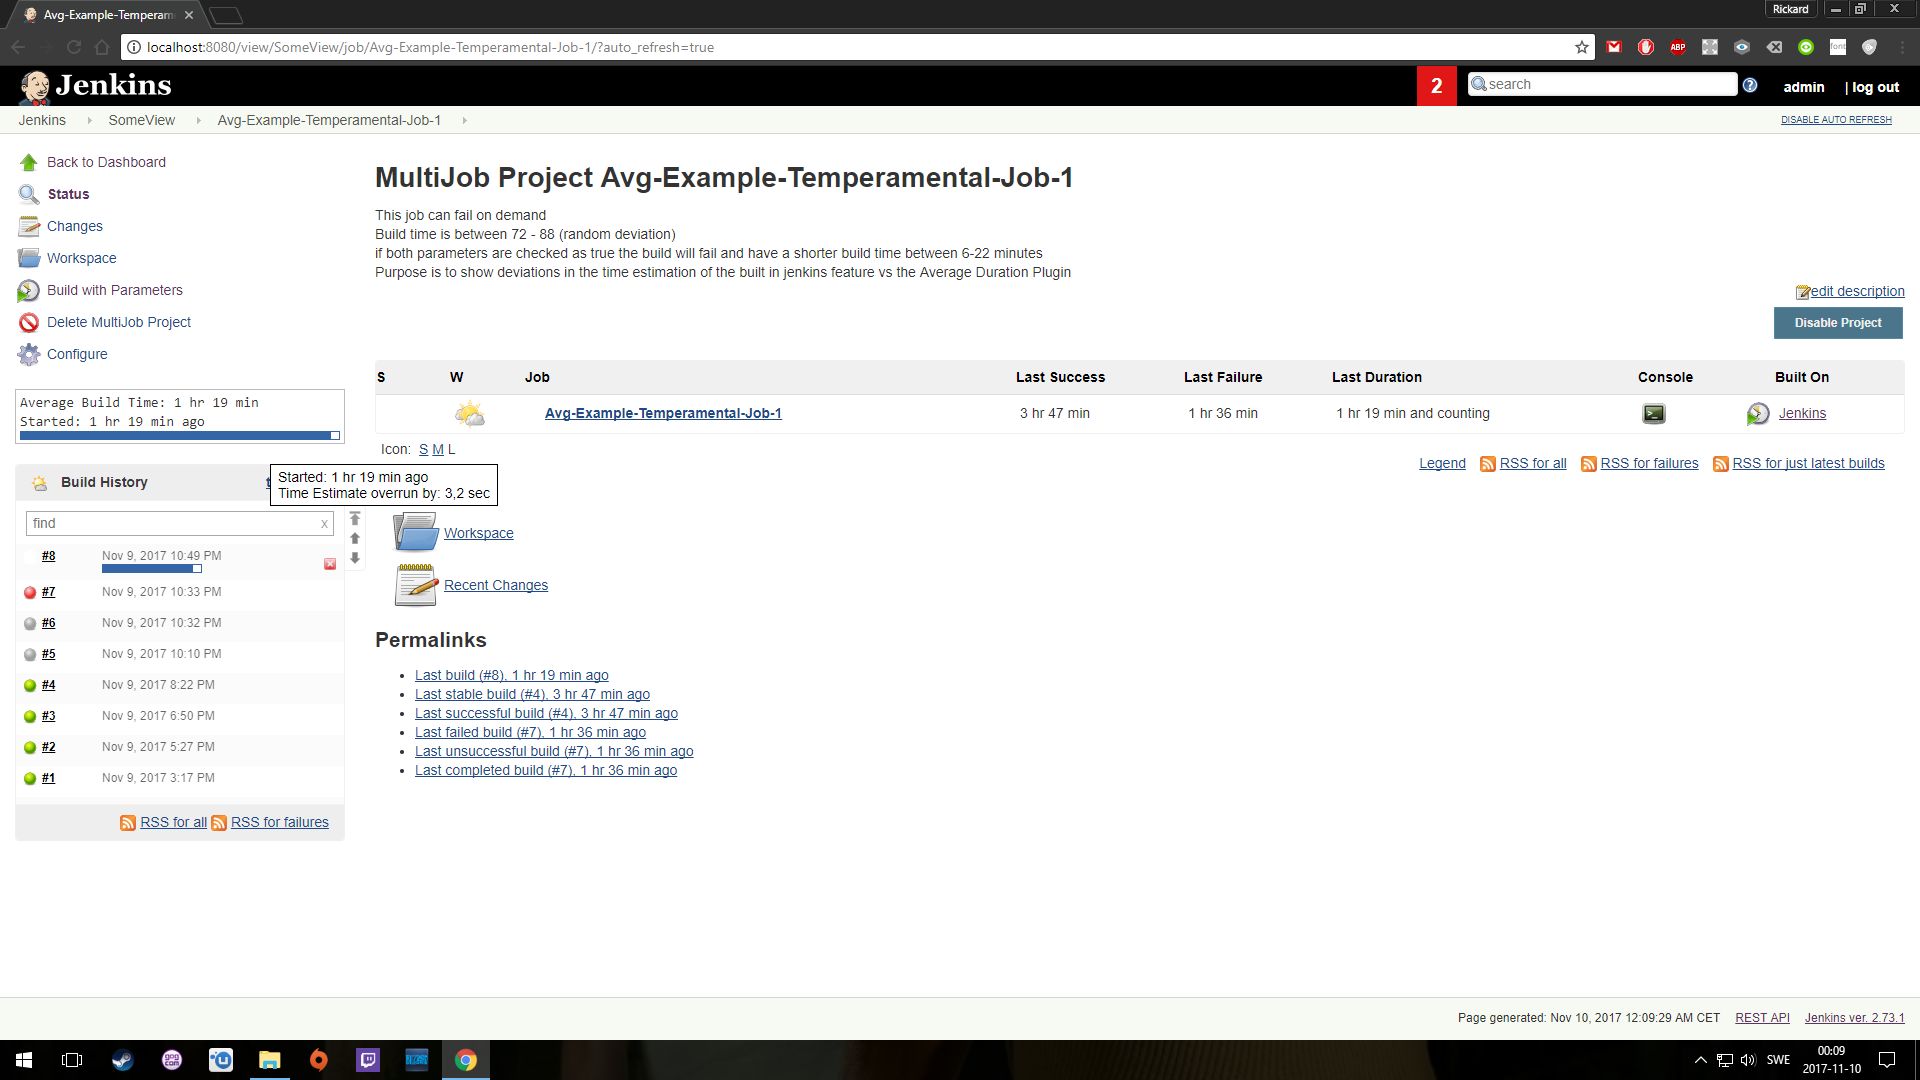 Avg-Example-Temperam
Rickard
localhost:8080/view/SomeView/job/Avg-Example-Temperamental-Job-1/?auto_refresh=true
ABP
font
Jenkins
2
search
admin
| log out
Jenkins
SomeView
Avg-Example-Temperamental-Job-1
DISABLE AUTO REFRESH
Back to Dashboard
Status
Changes
Workspace
Build with Parameters
Delete MultiJob Project
Configure
Average Build Time: 1 hr 19 min
Started: 1 hr 19 min ago
Build History
find
x
#8 Nov 9, 2017 10:49 PM
#7 Nov 9, 2017 10:33 PM
#6 Nov 9, 2017 10:32 PM
#5 Nov 9, 2017 10:10 PM
#4 Nov 9, 2017 8:22 PM
#3 Nov 9, 2017 6:50 PM
#2 Nov 9, 2017 5:27 PM
#1 Nov 9, 2017 3:17 PM
RSS for all RSS for failures
MultiJob Project Avg-Example-Temperamental-Job-1
This job can fail on demand
Build time is between 72 - 88 (random deviation)
if both parameters are checked as true the build will fail and have a shorter build time between 6-22 minutes
Purpose is to show deviations in the time estimation of the built in jenkins feature vs the Average Duration Plugin
edit description
Disable Project
S W Job Last Success Last Failure Last Duration Console Built On
Avg-Example-Temperamental-Job-1 3 hr 47 min 1 hr 36 min 1 hr 19 min and counting Jenkins
Icon: S M L
Legend RSS for all RSS for failures RSS for just latest builds
Started: 1 hr 19 min ago
Time Estimate overrun by: 3,2 sec
Workspace
Recent Changes
Permalinks
Last build (#8), 1 hr 19 min ago
Last stable build (#4), 3 hr 47 min ago
Last successful build (#4), 3 hr 47 min ago
Last failed build (#7), 1 hr 36 min ago
Last unsuccessful build (#7), 1 hr 36 min ago
Last completed build (#7), 1 hr 36 min ago
Page generated: Nov 10, 2017 12:09:29 AM CET REST API Jenkins ver. 2.73.1
gog
com
SWE
00:09
2017-11-10